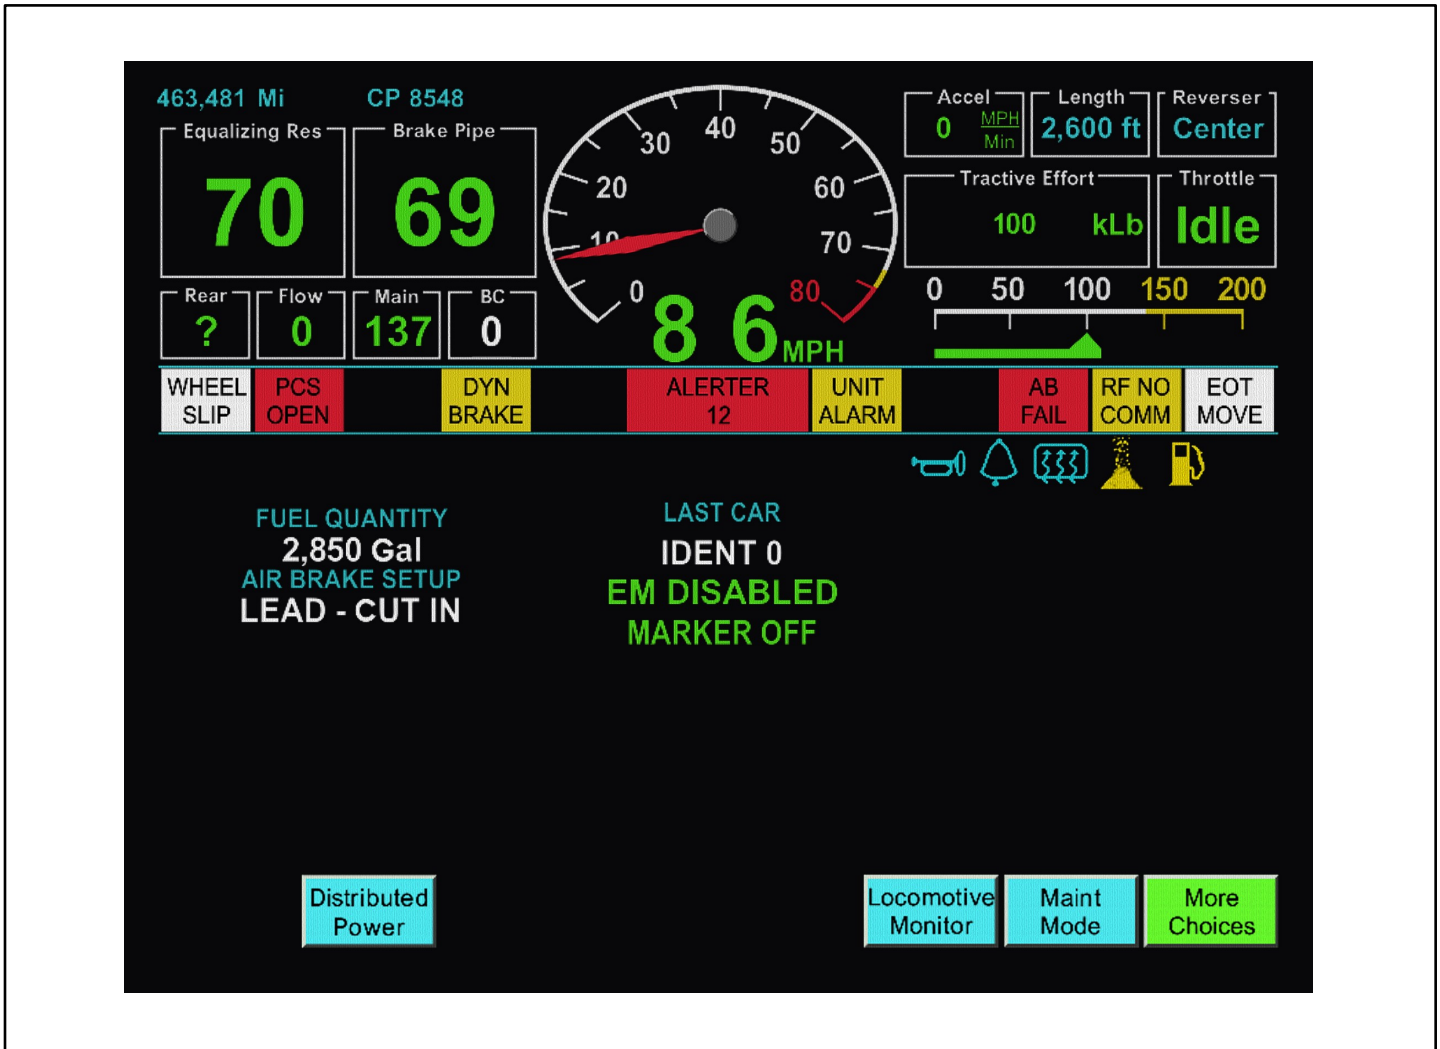 463,481 Mi
CP 8548
Equalizing Res
70
Brake Pipe
69
Rear
?
Flow
0
Main
137
BC
0
0
10
20
30
40
50
60
70
80
8 6 MPH
Accel
0 MPH
Min
Length
2,600 ft
Reverser
Center
Tractive Effort
100 kLb
Throttle
Idle
0 50 100 150 200
WHEEL
SLIP
PCS
OPEN
DYN
BRAKE
ALERTER
12
UNIT
ALARM
AB
FAIL
RF NO
COMM
EOT
MOVE
FUEL QUANTITY
2,850 Gal
AIR BRAKE SETUP
LEAD - CUT IN
LAST CAR
IDENT 0
EM DISABLED
MARKER OFF
Distributed
Power
Locomotive
Monitor
Maint
Mode
More
Choices